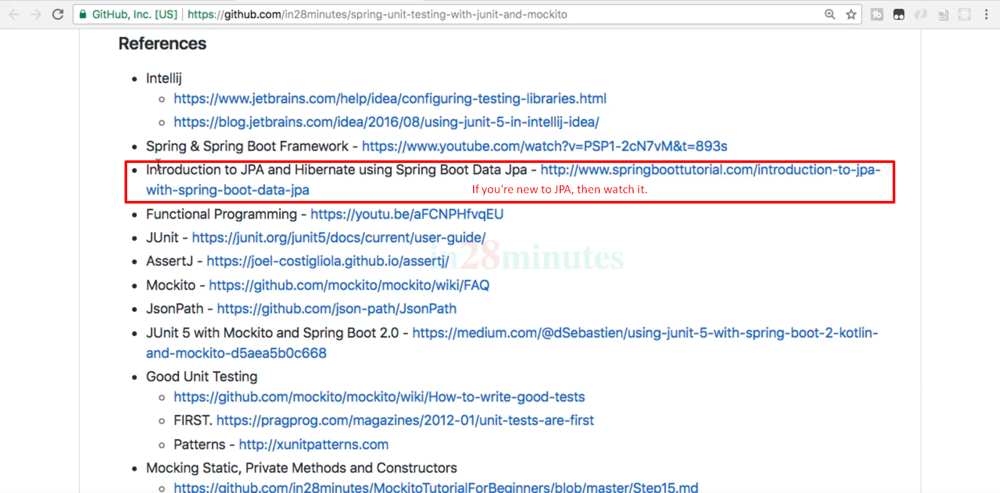 GitHub, Inc. [US] | https://github.com/in28minutes/spring-unit-testing-with-junit-and-mockito
References
• Intellij
○ https://www.jetbrains.com/help/idea/configuring-testing-libraries.html
○ https://blog.jetbrains.com/idea/2016/08/using-junit-5-in-intellij-idea/
• Spring & Spring Boot Framework - https://www.youtube.com/watch?v=PSP1-2cN7vM&t=893s
• Introduction to JPA and Hibernate using Spring Boot Data Jpa - http://www.springboottutorial.com/introduction-to-jpa-
with-spring-boot-data-jpa
If you're new to JPA, then watch it.
• Functional Programming - https://youtu.be/aFCNPHfvqEU
• JUnit - https://junit.org/junit5/docs/current/user-guide/
in28minutes
• AssertJ - https://joel-costigliola.github.io/assertj/
• Mockito - https://github.com/mockito/mockito/wiki/FAQ
• JsonPath - https://github.com/json-path/JsonPath
• JUnit 5 with Mockito and Spring Boot 2.0 - https://medium.com/@dSebastien/using-junit-5-with-spring-boot-2-kotlin-
and-mockito-d5aea5b0c668
• Good Unit Testing
○ https://github.com/mockito/mockito/wiki/How-to-write-good-tests
○ FIRST. https://pragprog.com/magazines/2012-01/unit-tests-are-first
○ Patterns - http://xunitpatterns.com
• Mocking Static, Private Methods and Constructors
○ https://github.com/in28minutes/MockitoTutorialForBeginners/blob/master/Step15.md